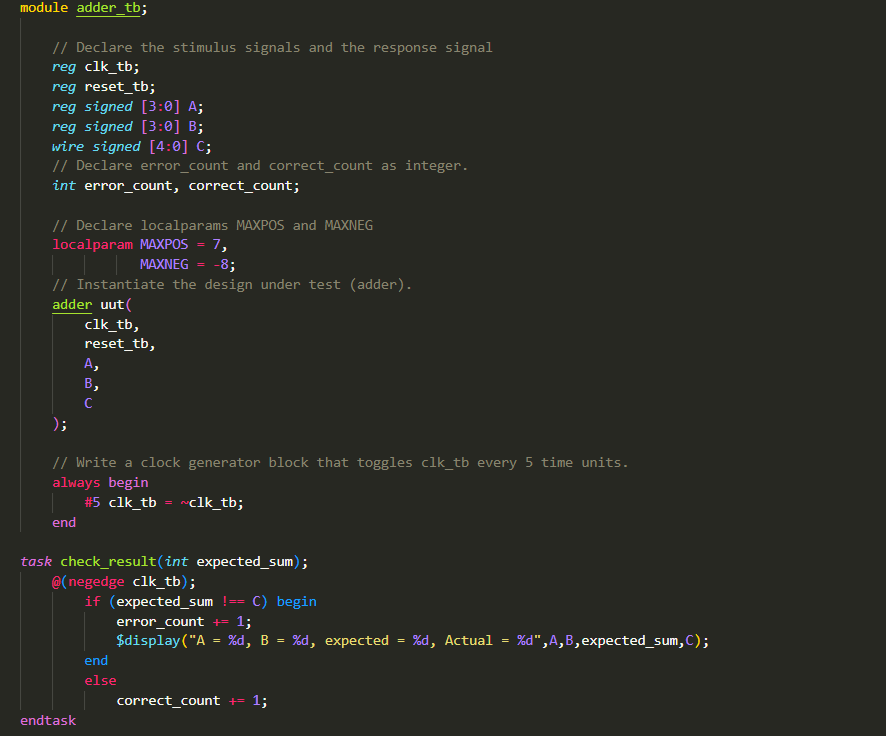 module adder_tb;
// Declare the stimulus signals and the response signal
reg clk_tb;
reg reset_tb;
reg signed [3:0] A;
reg signed [3:0] B;
wire signed [4:0] C;
// Declare error_count and correct_count as integer.
int error_count, correct_count;
// Declare localparams MAXPOS and MAXNEG
localparam MAXPOS = 7,
MAXNEG = -8;
// Instantiate the design under test (adder).
adder uut(
clk_tb,
reset_tb,
A,
B,
C
);
// Write a clock generator block that toggles clk_tb every 5 time units.
always begin
#5 clk_tb = ~clk_tb;
end
task check_result(int expected_sum);
@(negedge clk_tb);
if (expected_sum !== C) begin
error_count += 1;
$display("A = %d, B = %d, expected = %d, Actual = %d",A,B,expected_sum,C);
end
else
correct_count += 1;
endtask